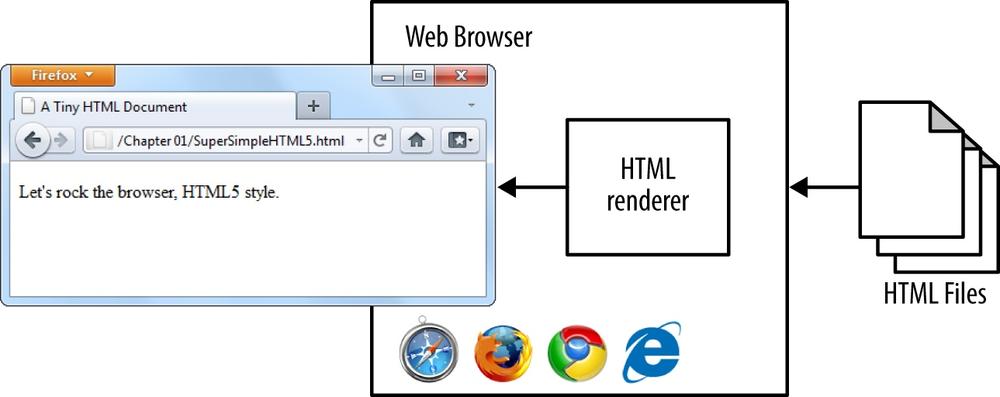 Web Browser
Firefox
A Tiny HTML Document
/Chapter 01/SuperSimpleHTML5.html
Let's rock the browser, HTML5 style.
HTML
renderer
HTML Files